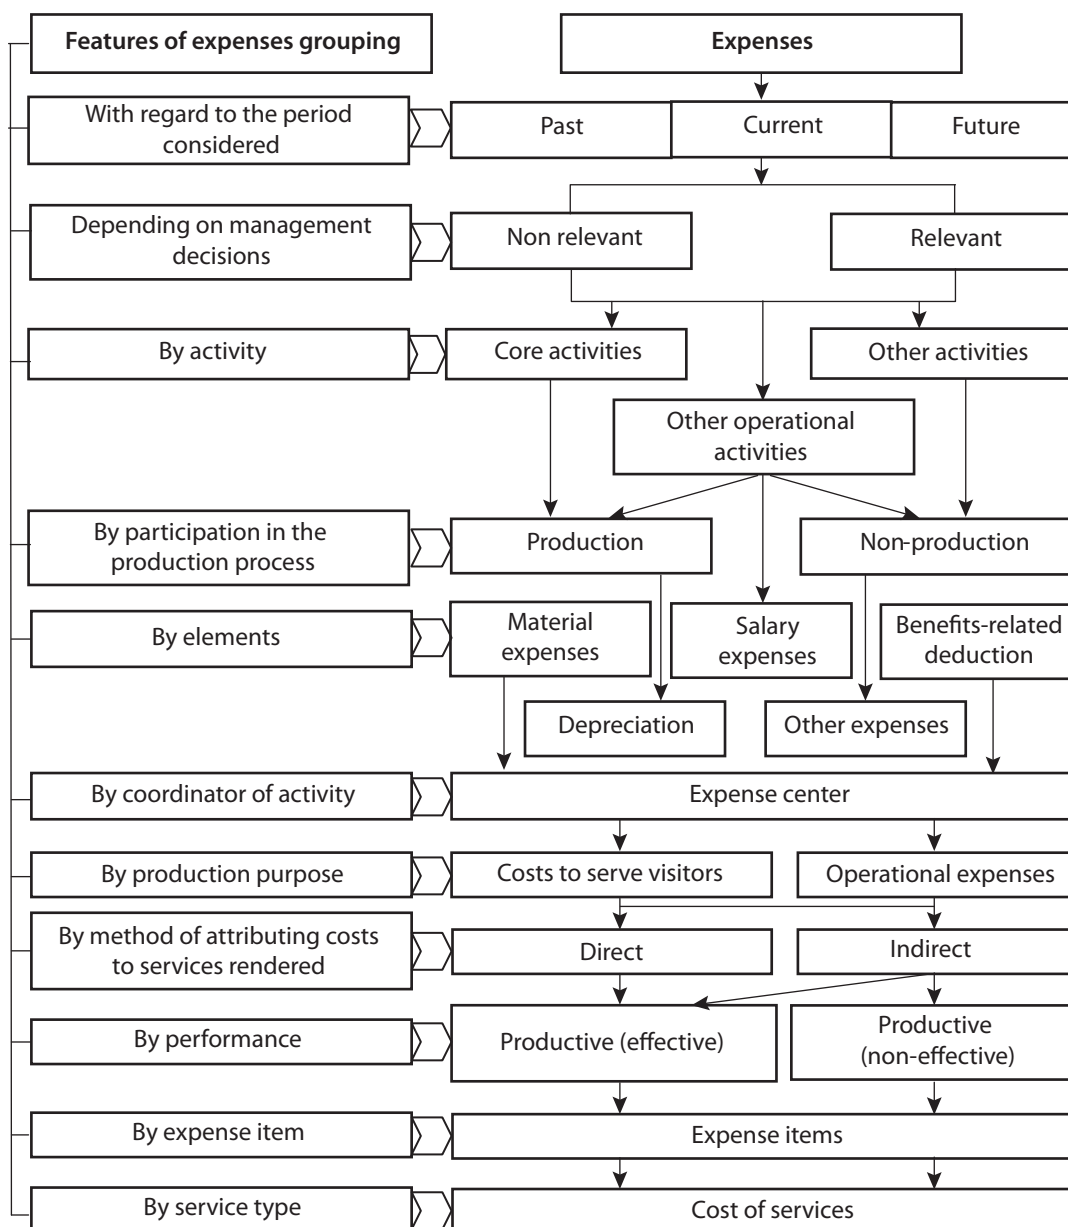 Features of expenses grouping
Expenses
With regard to the period
considered
Past
Current
Future
Depending on management
decisions
Non relevant
Relevant
By activity
Core activities
Other activities
Other operational
activities
By participation in the
production process
Production
Non-production
By elements
Material
expenses
Salary
expenses
Benefits-related
deduction
Depreciation
Other expenses
By coordinator of activity
Expense center
By production purpose
Costs to serve visitors
Operational expenses
By method of attributing costs
to services rendered
Direct
Indirect
By performance
Productive (effective)
Productive
(non-effective)
By expense item
Expense items
By service type
Cost of services